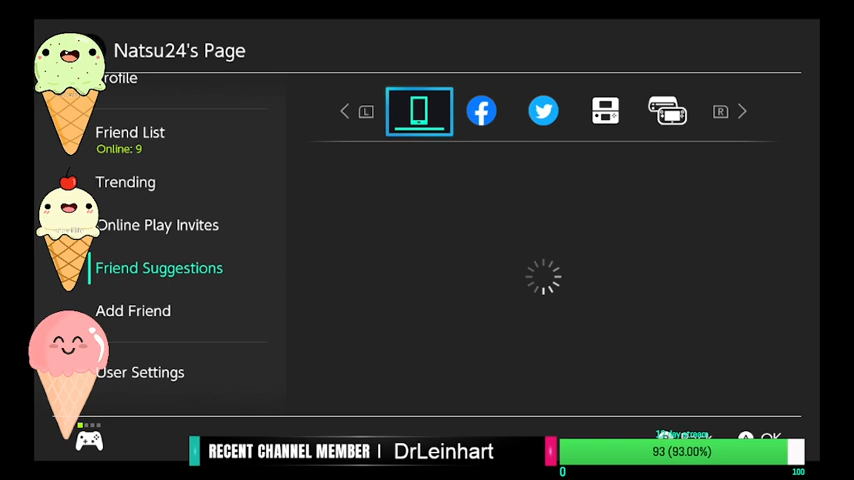 Natsu24's Page
Profile
Friend List
Online: 9
Trending
Online Play Invites
Friend Suggestions
Add Friend
User Settings
L
R
OK
RECENT CHANNEL MEMBER | DrLeinhart
93 (93.00%)
0
100